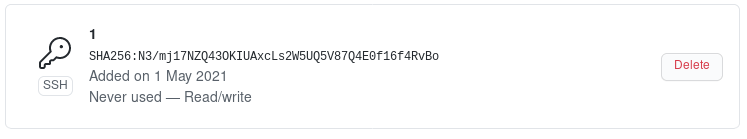 1
SHA256:N3/mj17NZQ43OKIUAxcLs2W5UQ5V87Q4E0f16f4RvBo
Added on 1 May 2021
Never used — Read/write
SSH
Delete